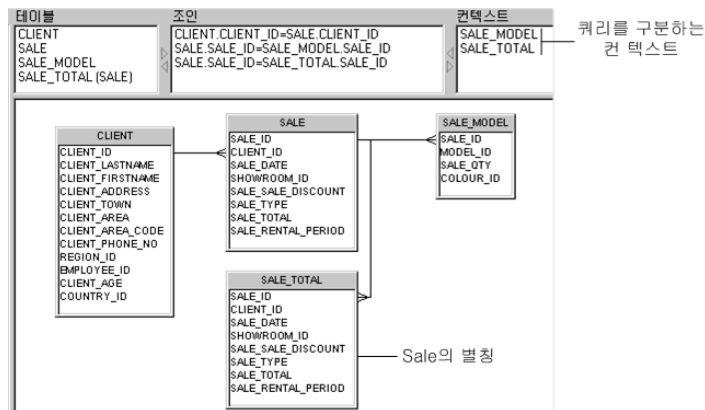 테이블
CLIENT
SALE
SALE_MODEL
SALE_TOTAL (SALE)
조인
CLIENT.CLIENT_ID=SALE.CLIENT_ID
SALE.SALE_ID=SALE_MODEL.SALE_ID
SALE.SALE_ID=SALE_TOTAL.SALE_ID
컨텍스트
SALE_MODEL
SALE_TOTAL
쿼리를 구분하는
컨 텍스트
CLIENT
CLIENT_ID
CLIENT_LASTNAME
CLIENT_FIRSTNAME
CLIENT_ADDRESS
CLIENT_TOWN
CLIENT_AREA
CLIENT_AREA_CODE
CLIENT_PHONE_NO
REGION_ID
EMPLOYEE_ID
CLIENT_AGE
COUNTRY_ID
SALE
SALE_ID
CLIENT_ID
SALE_DATE
SHOWROOM_ID
SALE_SALE_DISCOUNT
SALE_TYPE
SALE_TOTAL
SALE_RENTAL_PERIOD
SALE_MODEL
SALE_ID
MODEL_ID
SALE_QTY
COLOUR_ID
SALE_TOTAL
SALE_ID
CLIENT_ID
SALE_DATE
SHOWROOM_ID
SALE_SALE_DISCOUNT
SALE_TYPE
SALE_TOTAL
SALE_RENTAL_PERIOD
Sale의 별칭